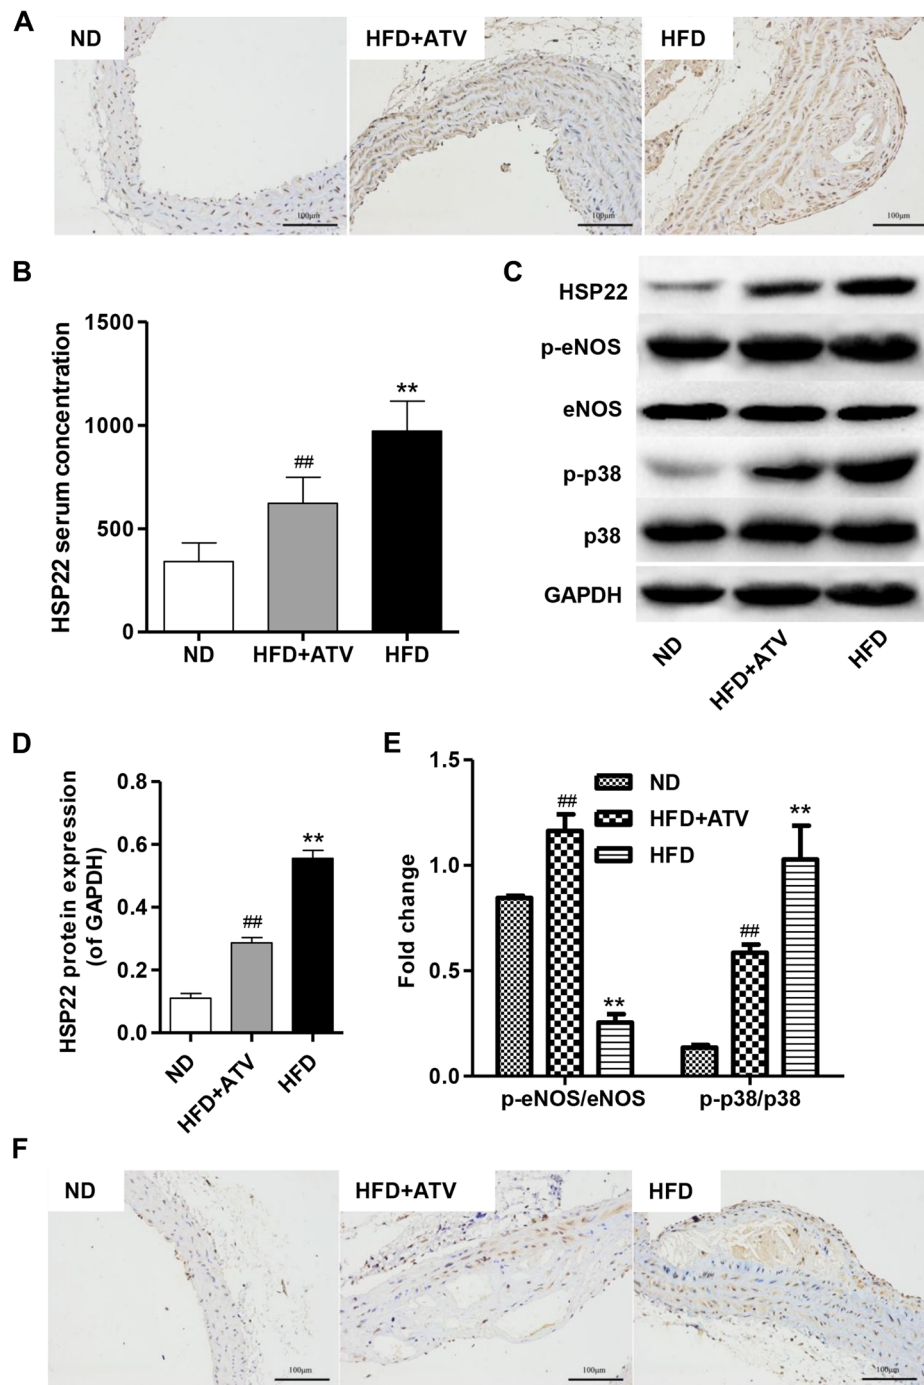 A
ND
HFD+ATV
HFD
100μm
100μm
100μm
B
HSP22 serum concentration
1500
1000
500
0
##
**
ND
HFD+ATV
HFD
C
HSP22
p-eNOS
eNOS
p-p38
p38
GAPDH
ND
HFD+ATV
HFD
D
HSP22 protein expression
(of GAPDH)
0.8
0.6
0.4
0.2
0.0
##
**
ND
HFD+ATV
HFD
E
Fold change
1.5
1.0
0.5
0.0
ND
HFD+ATV
HFD
##
**
##
**
p-eNOS/eNOS
p-p38/p38
F
ND
HFD+ATV
HFD
100μm
100μm
100μm